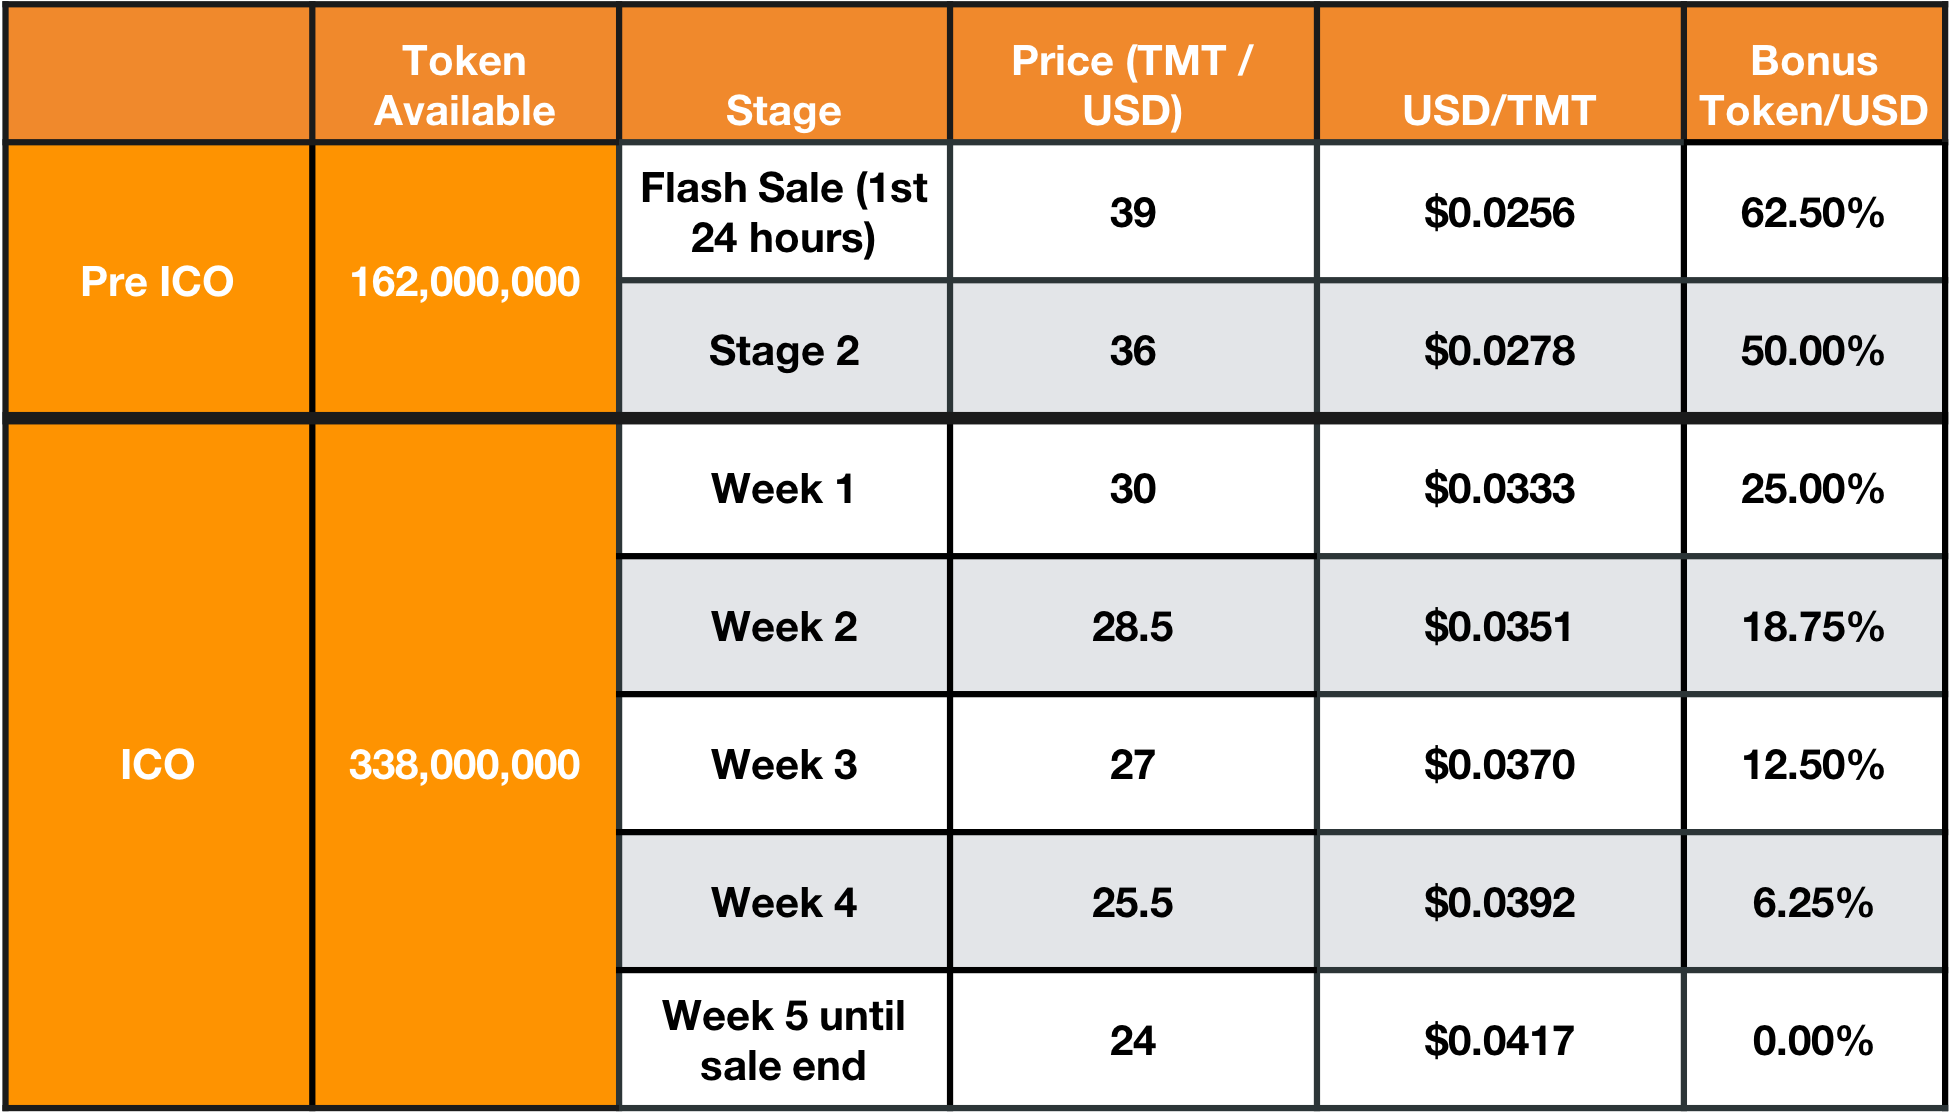 Token
Available
Stage
Price (TMT /
USD)
USD/TMT
Bonus
Token/USD
Pre ICO
162,000,000
Flash Sale (1st
24 hours)
39
$0.0256
62.50%
Stage 2
36
$0.0278
50.00%
ICO
338,000,000
Week 1
30
$0.0333
25.00%
Week 2
28.5
$0.0351
18.75%
Week 3
27
$0.0370
12.50%
Week 4
25.5
$0.0392
6.25%
Week 5 until
sale end
24
$0.0417
0.00%